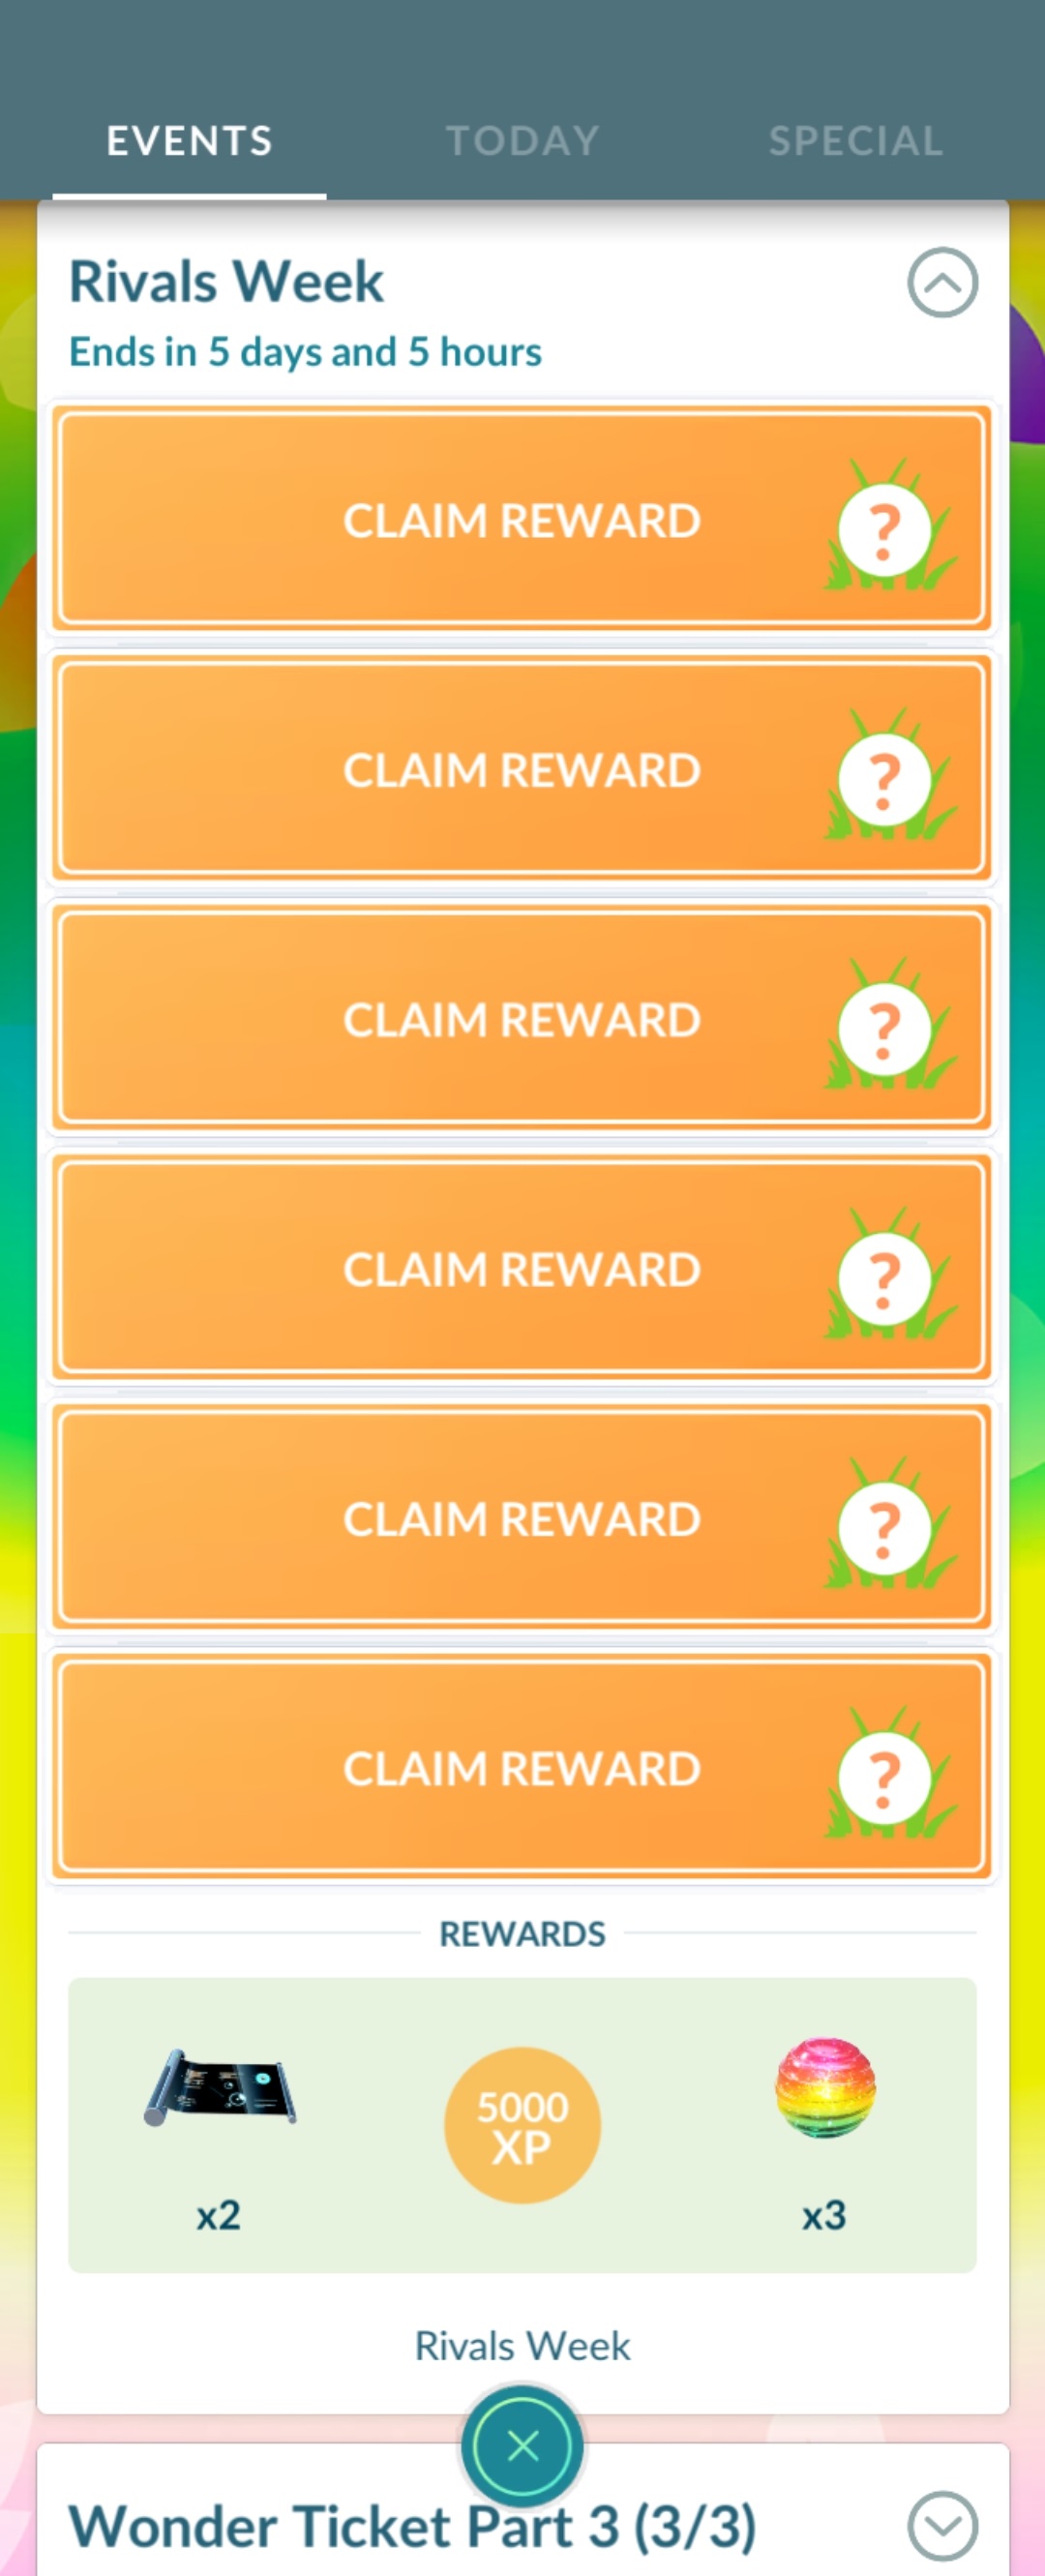 EVENTS
TODAY
SPECIAL
Rivals Week
Ends in 5 days and 5 hours
CLAIM REWARD
?
CLAIM REWARD
?
CLAIM REWARD
?
CLAIM REWARD
?
CLAIM REWARD
?
CLAIM REWARD
?
REWARDS
5000
XP
x2
x3
Rivals Week
Wonder Ticket Part 3 (3/3)